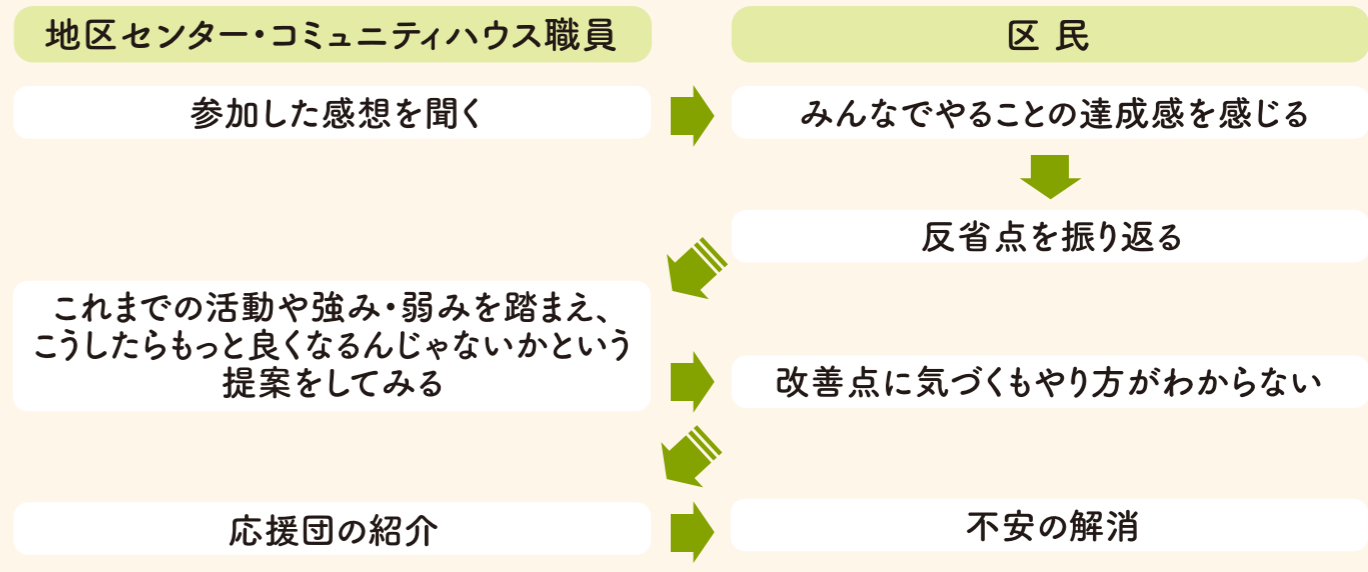 地区センター・コミュニティハウス職員
区 民
参加した感想を聞く
みんなでやることの達成感を感じる
反省点を振り返る
これまでの活動や強み・弱みを踏まえ、
こうしたらもっと良くなるんじゃないかという
提案をしてみる
改善点に気づくもやり方がわからない
応援団の紹介
不安の解消